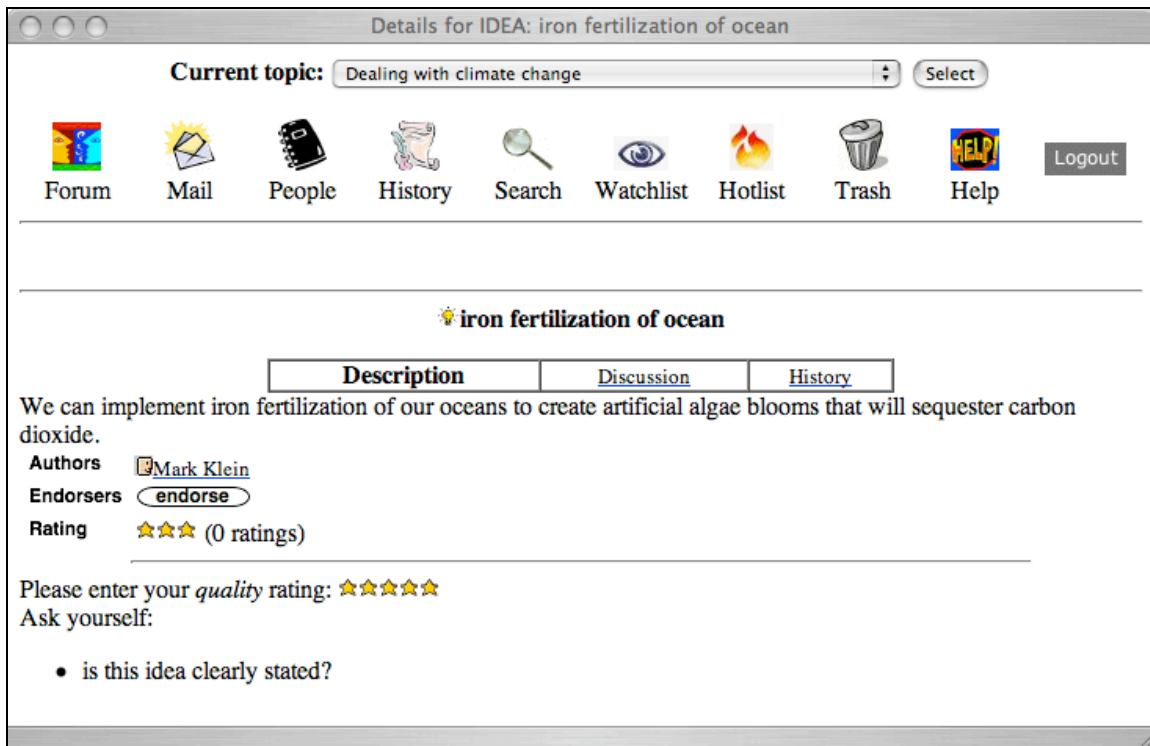 Details for IDEA: iron fertilization of ocean
Current topic: Dealing with climate change Select
Forum Mail People History Search Watchlist Hotlist Trash HELP! Help Logout
iron fertilization of ocean
Description Discussion History
We can implement iron fertilization of our oceans to create artificial algae blooms that will sequester carbon
dioxide.
Authors Mark Klein
Endorsers endorse
Rating (0 ratings)
Please enter your quality rating:
Ask yourself:
• is this idea clearly stated?